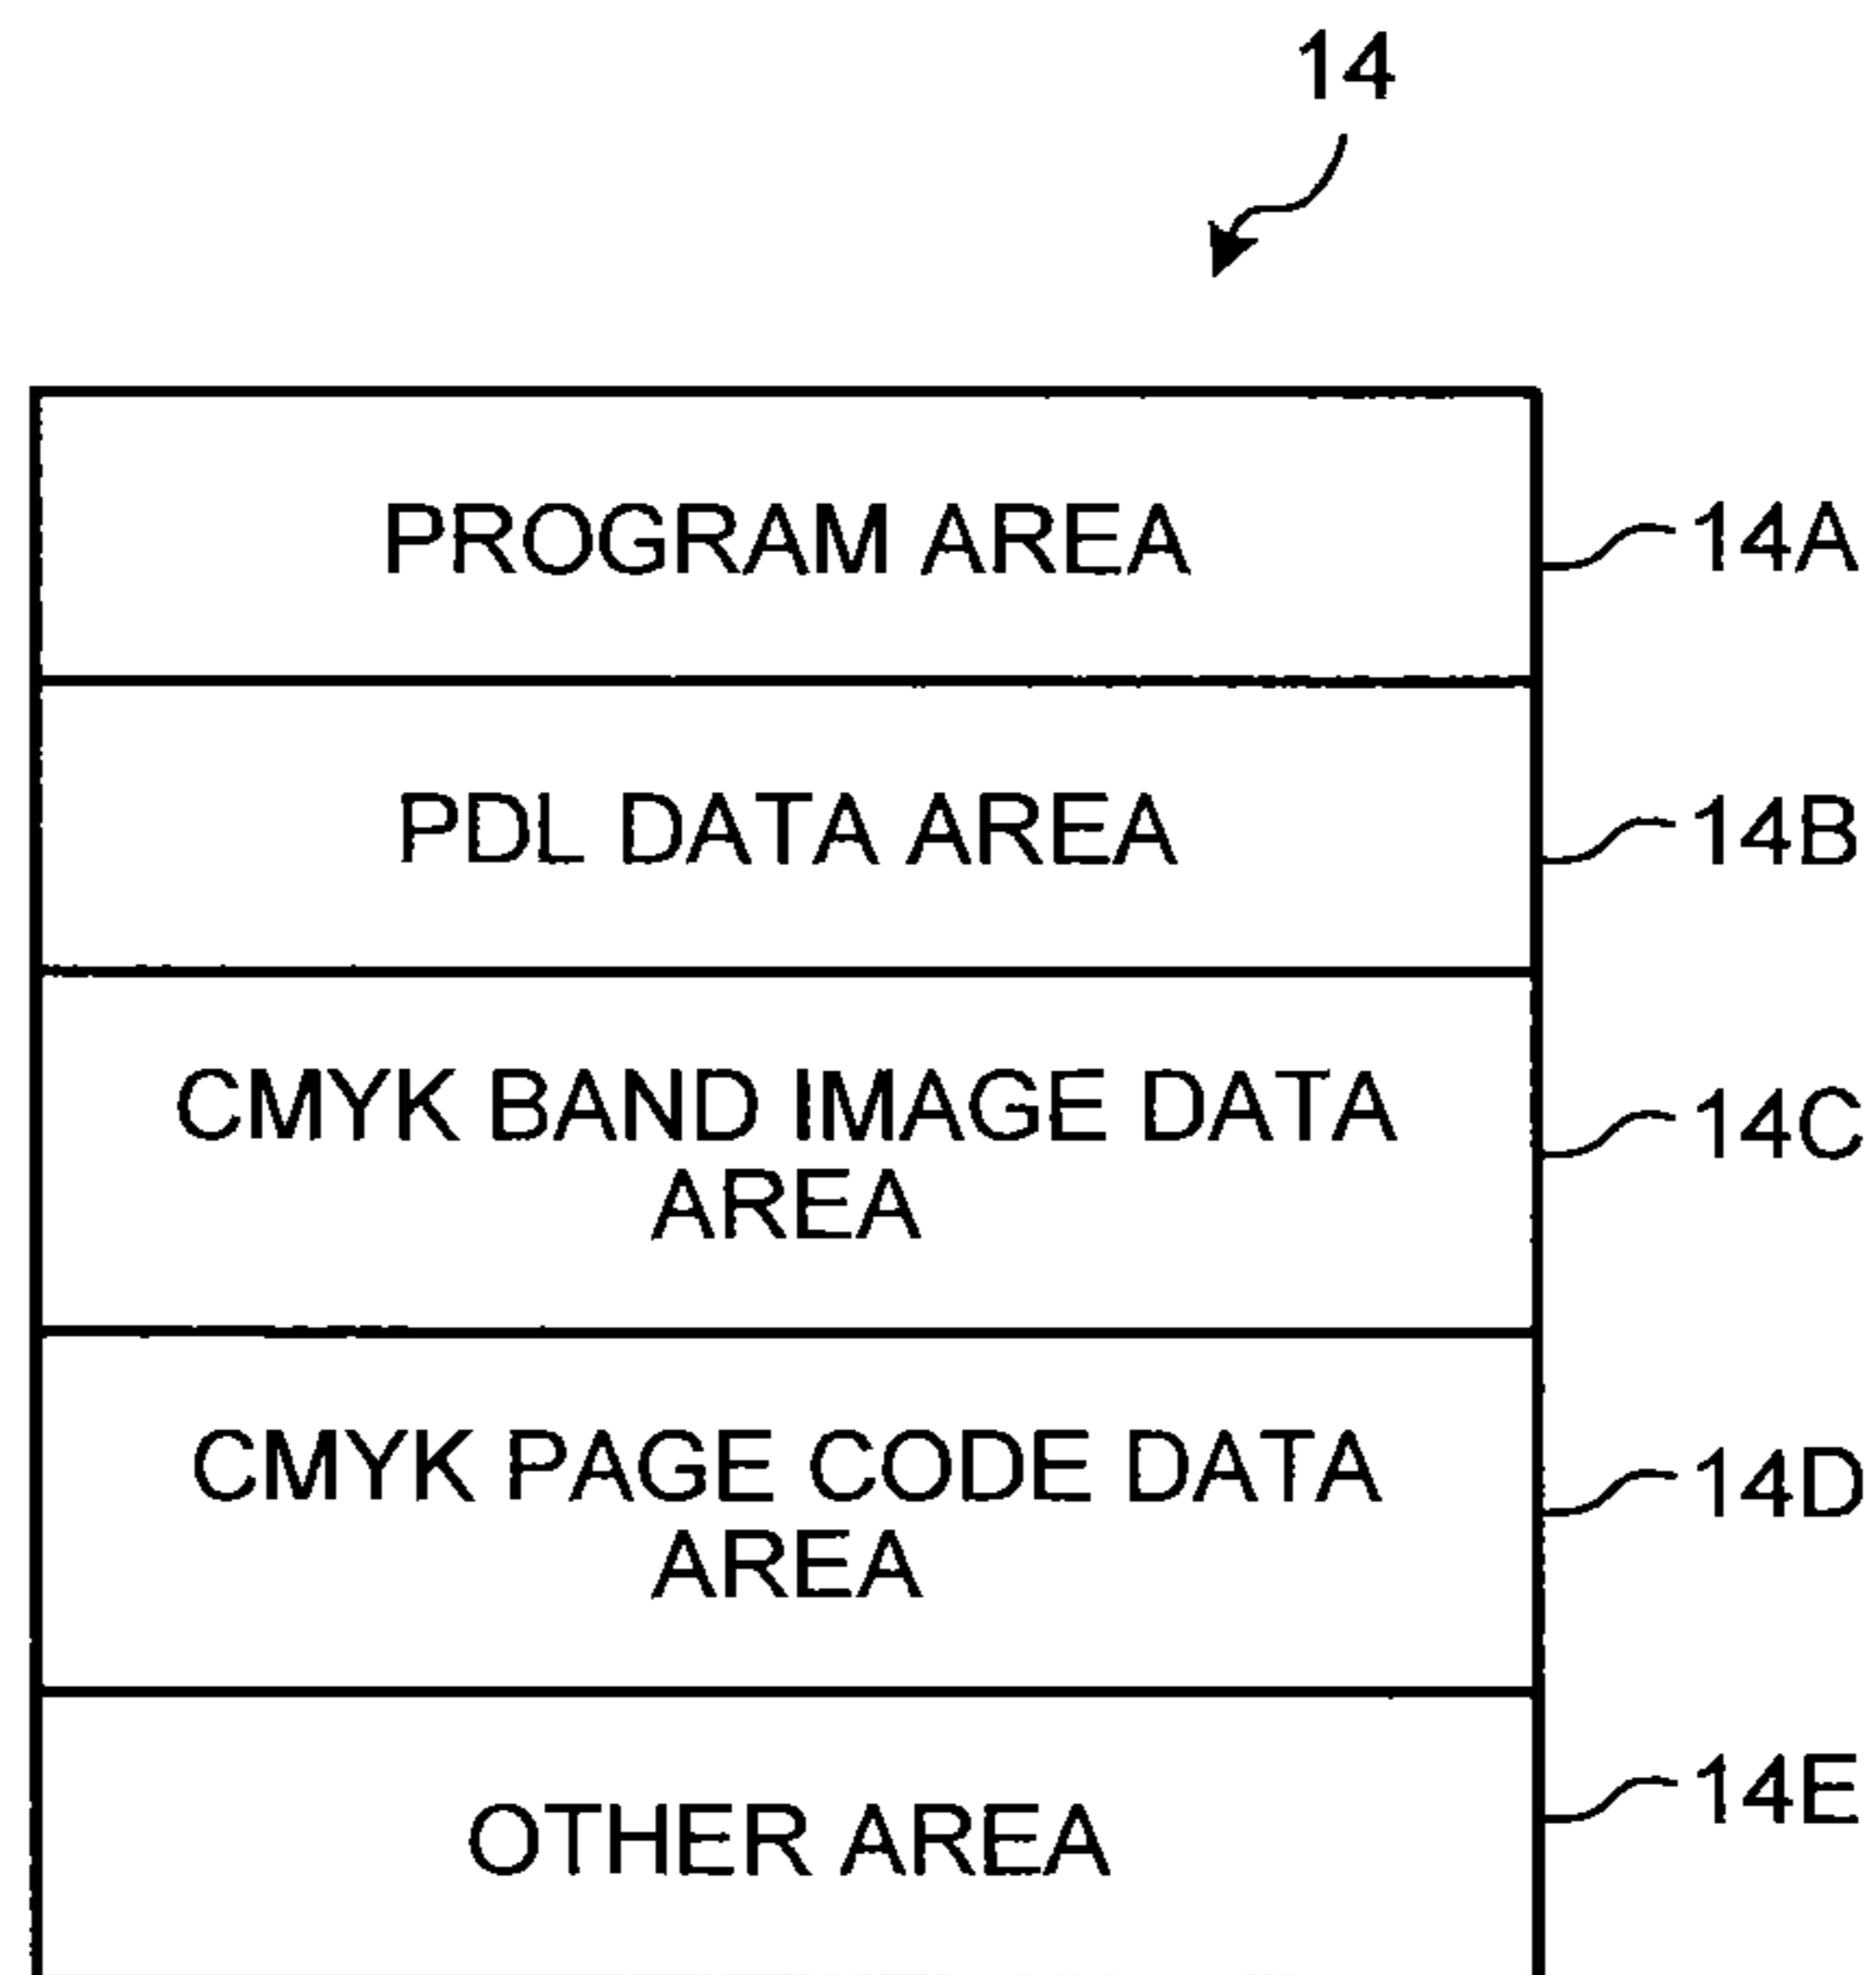 14
PROGRAM AREA
14A
PDL DATA AREA
14B
CMYK BAND IMAGE DATA
AREA
14C
CMYK PAGE CODE DATA
AREA
14D
OTHER AREA
14E